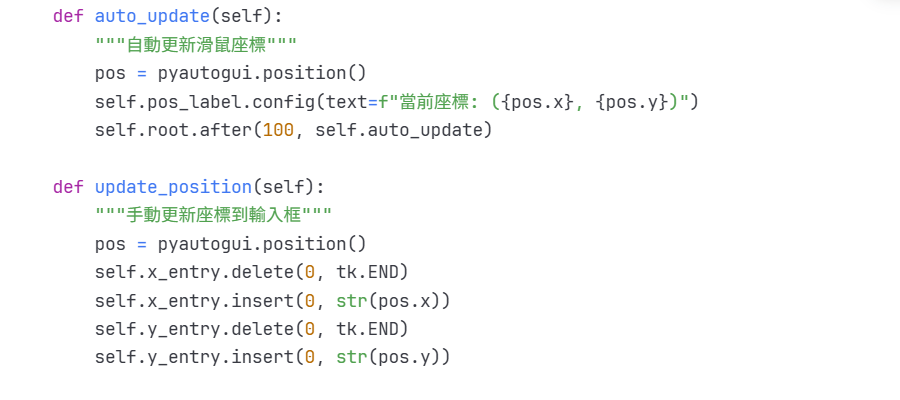 def auto_update(self):
"""自動更新滑鼠座標"""
pos = pyautogui.position()
self.pos_label.config(text=f"當前座標: ({pos.x}, {pos.y})")
self.root.after(100, self.auto_update)
def update_position(self):
"""手動更新座標到輸入框"""
pos = pyautogui.position()
self.x_entry.delete(0, tk.END)
self.x_entry.insert(0, str(pos.x))
self.y_entry.delete(0, tk.END)
self.y_entry.insert(0, str(pos.y))